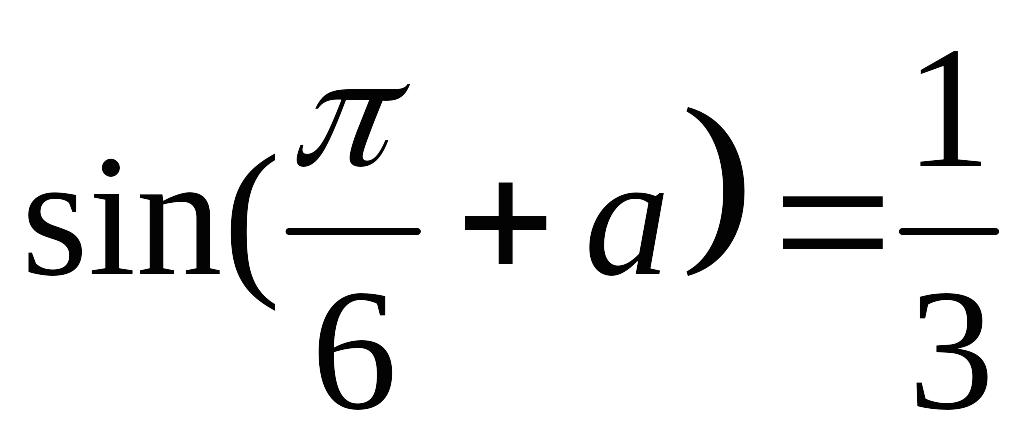 sin(π/6 + a) = 1/3